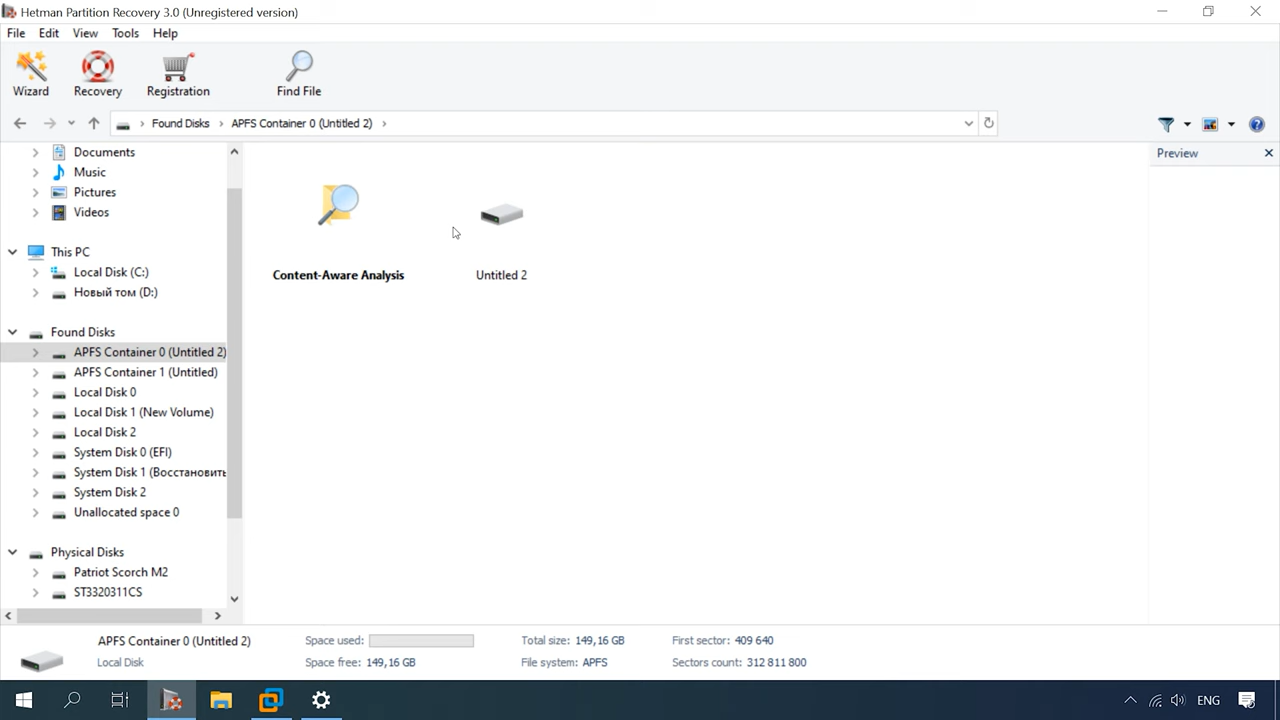 Hetman Partition Recovery 3.0 (Unregistered version)
File Edit View Tools Help
Wizard Recovery Registration Find File
Found Disks APFS Container 0 (Untitled 2)
Preview
Documents
Music
Pictures
Videos
This PC
Local Disk (C:)
Новый том (D:)
Found Disks
APFS Container 0 (Untitled 2)
APFS Container 1 (Untitled)
Local Disk 0
Local Disk 1 (New Volume)
Local Disk 2
System Disk 0 (EFI)
System Disk 1 (Восстановить
System Disk 2
Unallocated space 0
Physical Disks
Patriot Scorch M2
ST3320311CS
Content-Aware Analysis
Untitled 2
APFS Container 0 (Untitled 2) Space used: Total size: 149,16 GB First sector: 409 640
Local Disk Space free: 149,16 GB File system: APFS Sectors count: 312 811 800
ENG